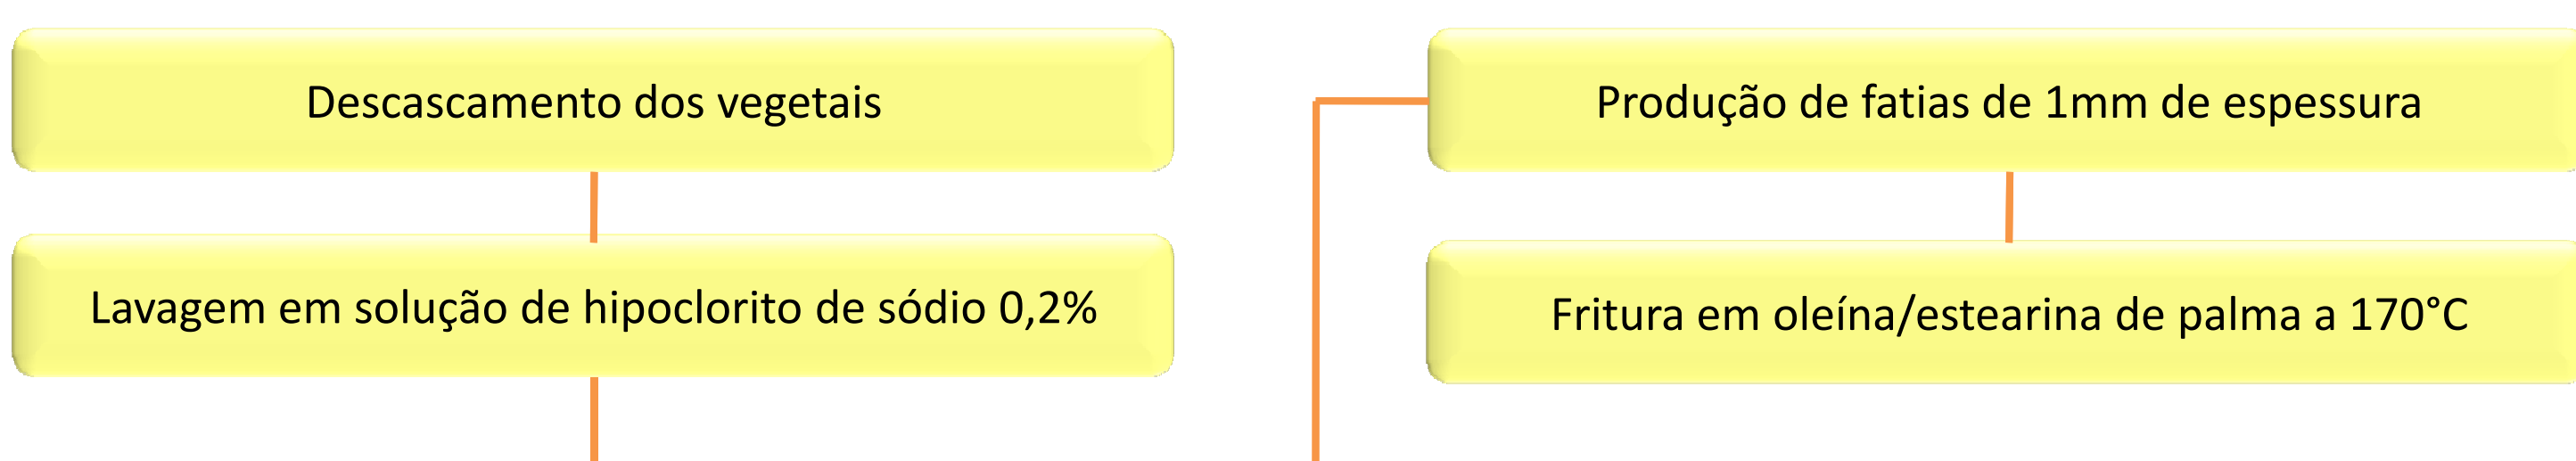 Descascamento dos vegetais
Lavagem em solução de hipoclorito de sódio 0,2%
Produção de fatias de 1mm de espessura
Fritura em oleína/estearina de palma a 170°C